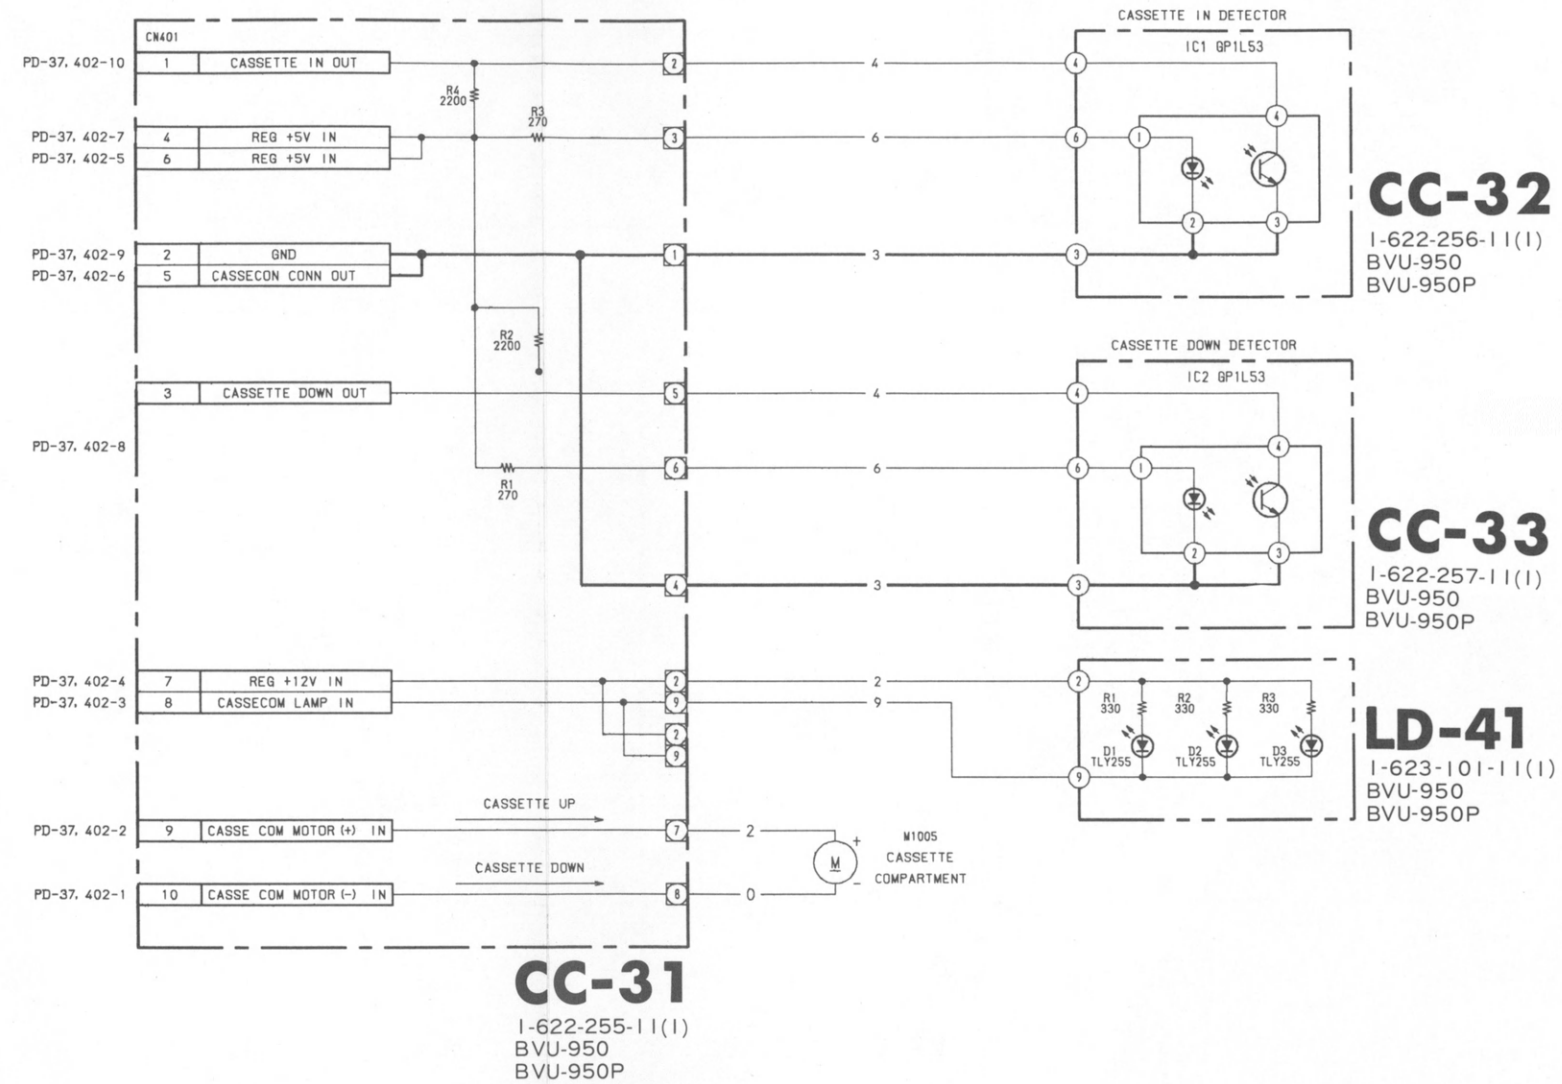 CN401
PD-37. 402-10 1 CASSETTE IN OUT
R4
2200
R3
270
PD-37. 402-7 4 REG +5V IN
PD-37. 402-5 6 REG +5V IN
PD-37. 402-9 2 GND
PD-37. 402-6 5 CASSECON CONN OUT
R2
2200
3 CASSETTE DOWN OUT
PD-37. 402-8
R1
270
PD-37. 402-4 7 REG +12V IN
PD-37. 402-3 8 CASSECOM LAMP IN
CASSETTE UP
PD-37. 402-2 9 CASSE COM MOTOR (+) IN
CASSETTE DOWN
PD-37. 402-1 10 CASSE COM MOTOR (-) IN
2
3
1
5
6
4
2
9
2
9
7
8
CC-31
1-622-255-11(1)
BVU-950
BVU-950P
4
6
3
4
6
3
2
9
2
0
M
+
-
M1005
CASSETTE
COMPARTMENT
CASSETTE IN DETECTOR
IC1 GP1L53
4
4
6
1
2
3
3
CC-32
1-622-256-11(1)
BVU-950
BVU-950P
CASSETTE DOWN DETECTOR
IC2 GP1L53
4
4
6
1
2
3
3
CC-33
1-622-257-11(1)
BVU-950
BVU-950P
2
R1
330
R2
330
R3
330
D1
TLY255
D2
TLY255
D3
TLY255
9
LD-41
1-623-101-11(1)
BVU-950
BVU-950P